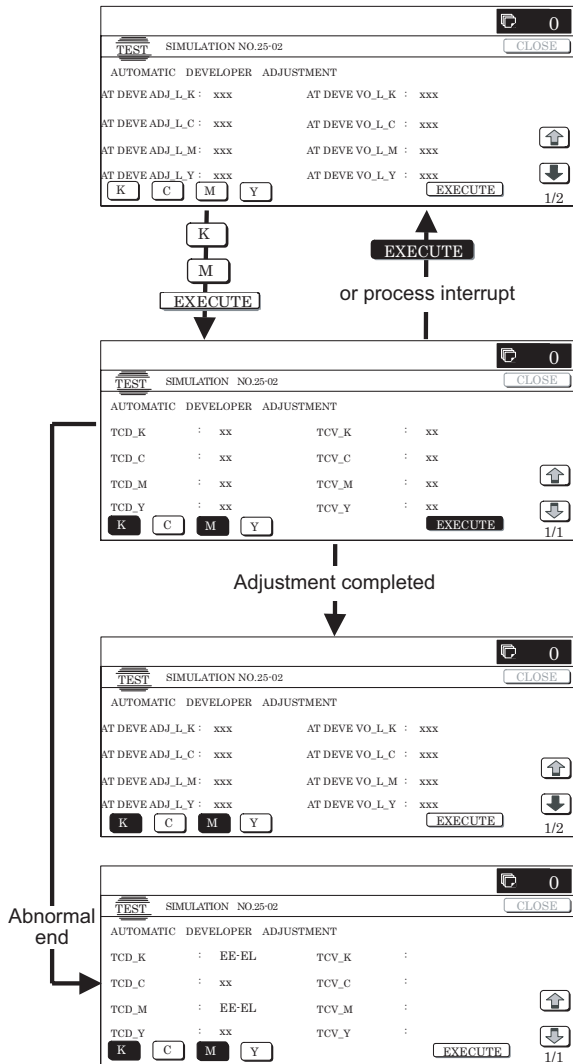 0
TEST SIMULATION NO.25-02 CLOSE
AUTOMATIC DEVELOPER ADJUSTMENT
AT DEVE ADJ_L_K : xxx AT DEVE VO_L_K : xxx
AT DEVE ADJ_L_C : xxx AT DEVE VO_L_C : xxx
AT DEVE ADJ_L_M : xxx AT DEVE VO_L_M : xxx
AT DEVE ADJ_L_Y : xxx AT DEVE VO_L_Y : xxx
K C M Y EXECUTE 1/2
K
M
EXECUTE
EXECUTE
or process interrupt
0
TEST SIMULATION NO.25-02 CLOSE
AUTOMATIC DEVELOPER ADJUSTMENT
TCD_K : xx TCV_K : xx
TCD_C : xx TCV_C : xx
TCD_M : xx TCV_M : xx
TCD_Y : xx TCV_Y : xx
K C M Y EXECUTE 1/1
Adjustment completed
0
TEST SIMULATION NO.25-02 CLOSE
AUTOMATIC DEVELOPER ADJUSTMENT
AT DEVE ADJ_L_K : xxx AT DEVE VO_L_K : xxx
AT DEVE ADJ_L_C : xxx AT DEVE VO_L_C : xxx
AT DEVE ADJ_L_M : xxx AT DEVE VO_L_M : xxx
AT DEVE ADJ_L_Y : xxx AT DEVE VO_L_Y : xxx
K C M Y EXECUTE 1/2
Abnormal
end
0
TEST SIMULATION NO.25-02 CLOSE
AUTOMATIC DEVELOPER ADJUSTMENT
TCD_K : EE-EL TCV_K :
TCD_C : xx TCV_C :
TCD_M : EE-EL TCV_M :
TCD_Y : xx TCV_Y :
K C M Y EXECUTE 1/1